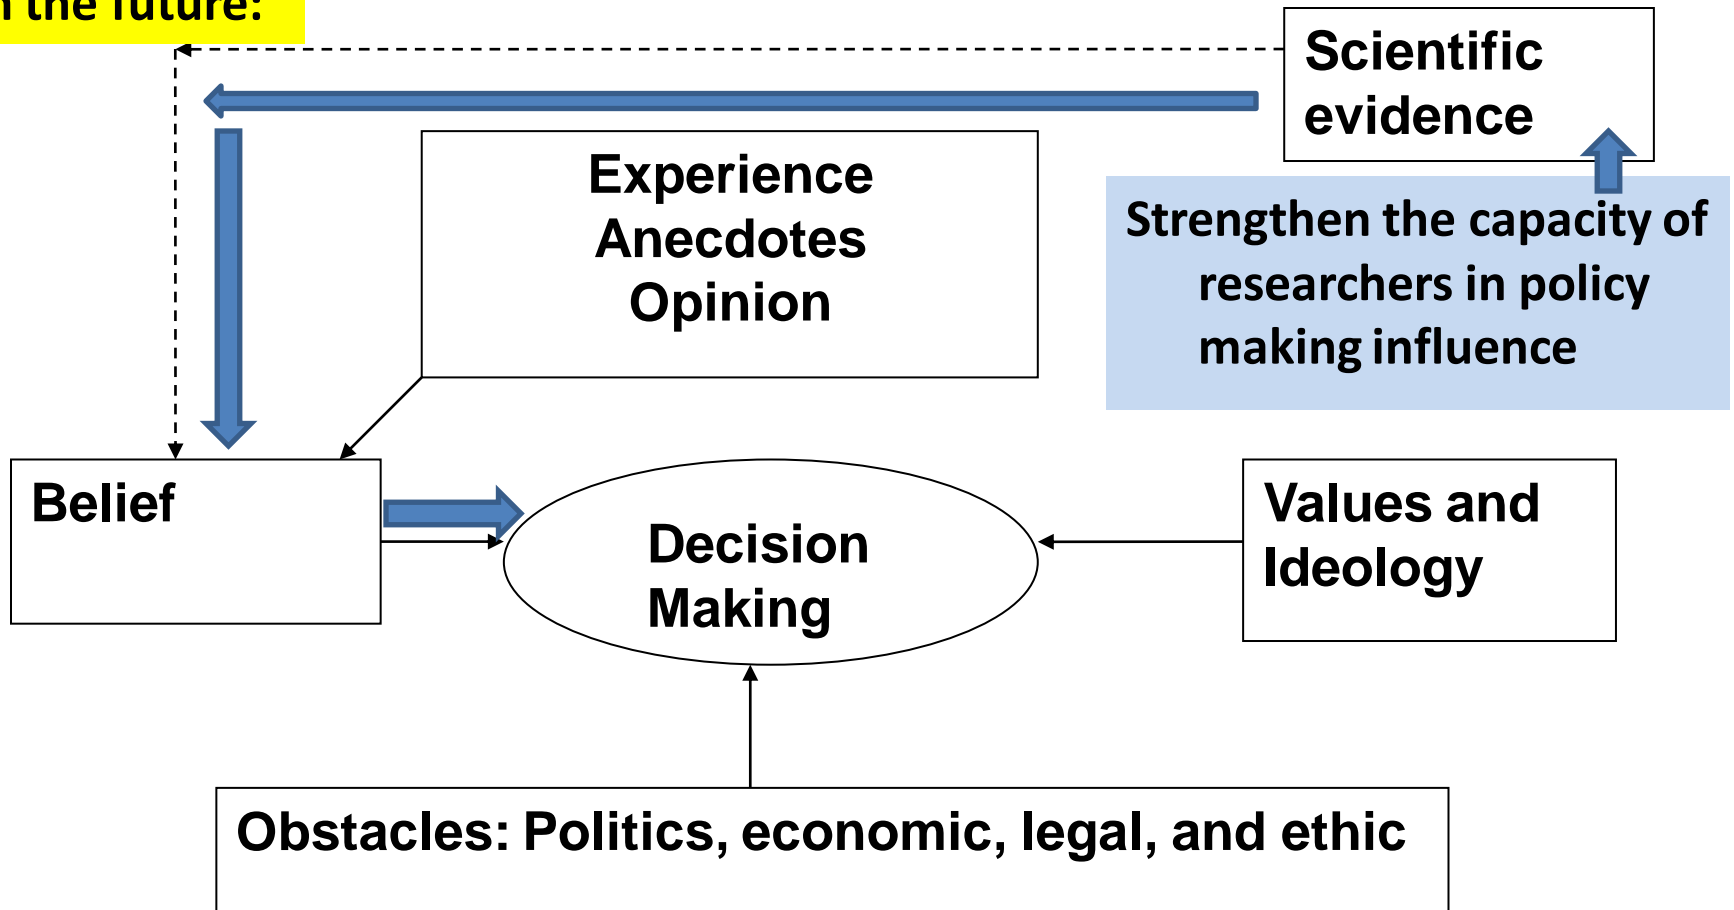 the future:
Scientific
evidence
Experience
Anecdotes
Opinion
Strengthen the capacity of
researchers in policy
making influence
Belief
Decision
Making
Values and
Ideology
Obstacles: Politics, economic, legal, and ethic